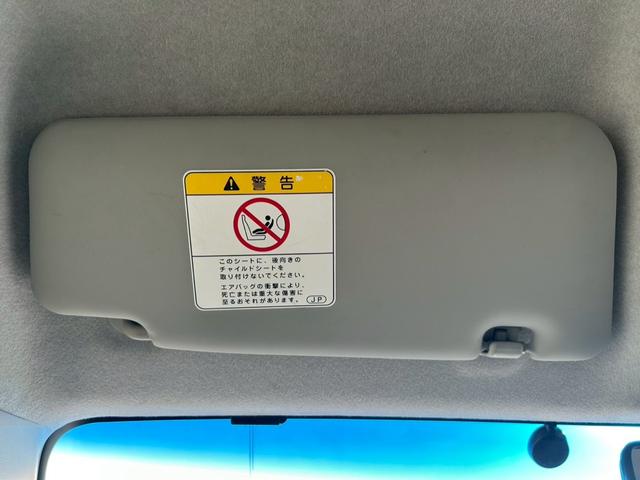 警告
このシートに、後向きの
チャイルドシートを
取り付けないでください。
エアバッグの衝撃により、
死亡または重大な傷害に
至るおそれがあります。
JP